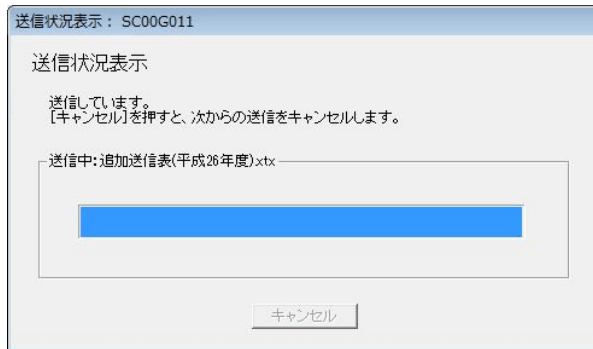 送信状況表示： SC00G011
送信状況表示
送信しています。
[キャンセル]を押すと、次からの送信をキャンセルします。
送信中：追加送信表(平成26年度).xtx
キャンセル